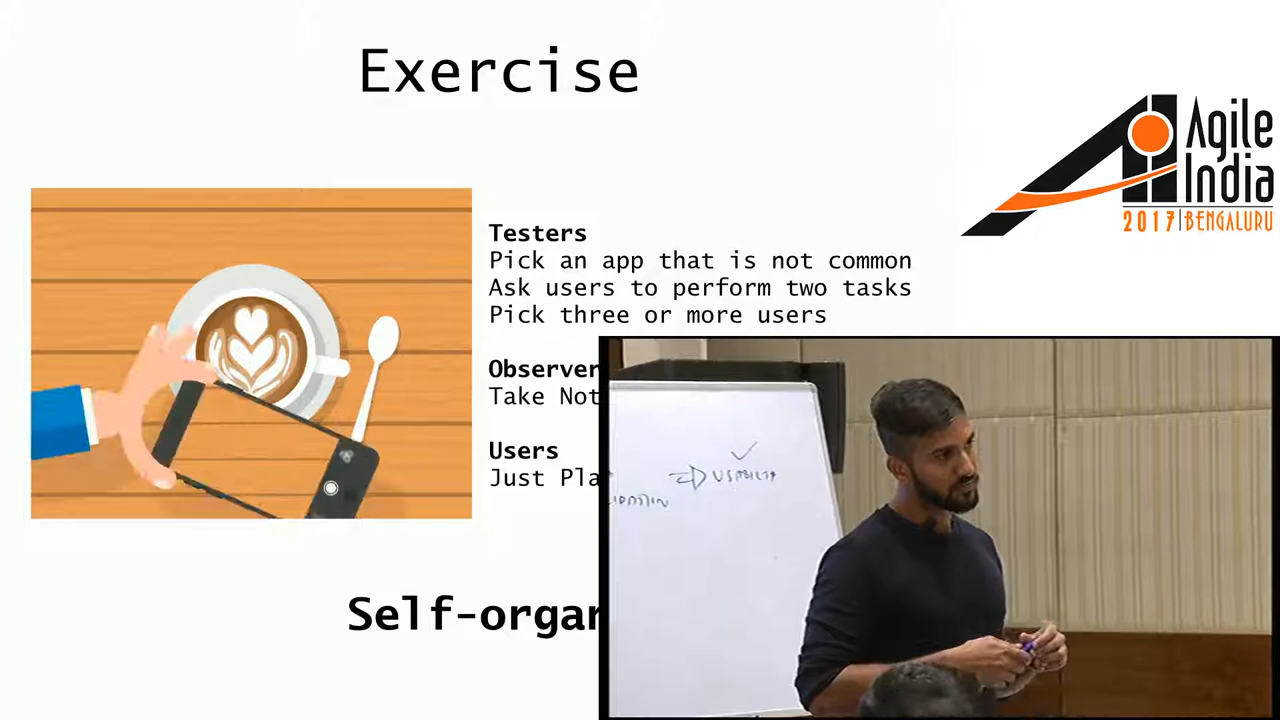 Exercise
Agile
India
2017 | BENGALURU
Testers
Pick an app that is not common
Ask users to perform two tasks
Pick three or more users
Observer
Take Not
Users
Just Pla
Self-organ
USABILITY